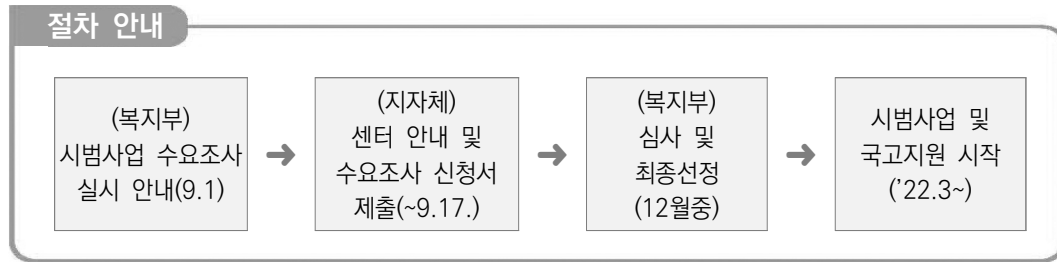 절차 안내
(복지부)
시범사업 수요조사
실시 안내(9.1)
➜
(지자체)
센터 안내 및
수요조사 신청서
제출(~9.17.)
➜
(복지부)
심사 및
최종선정
(12월중)
➜
시범사업 및
국고지원 시작
(’22.3~)